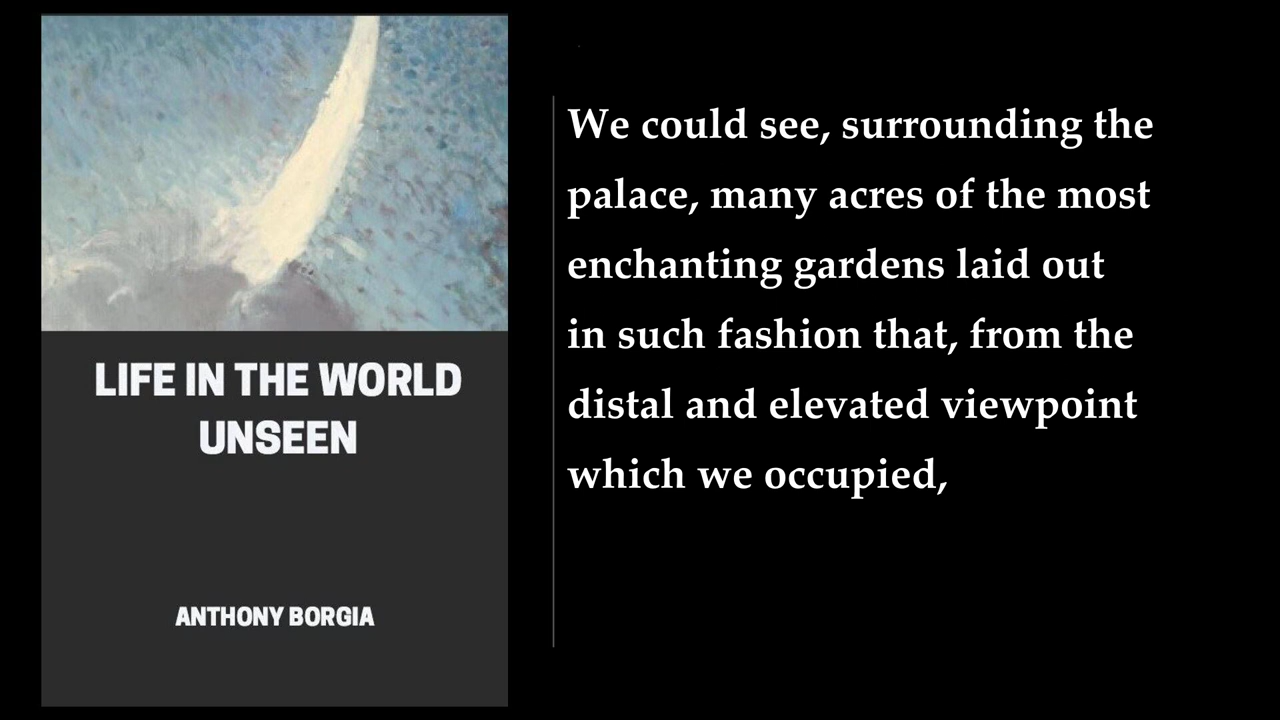 LIFE IN THE WORLD
UNSEEN
ANTHONY BORGIA
We could see, surrounding the
palace, many acres of the most
enchanting gardens laid out
in such fashion that, from the
distal and elevated viewpoint
which we occupied,